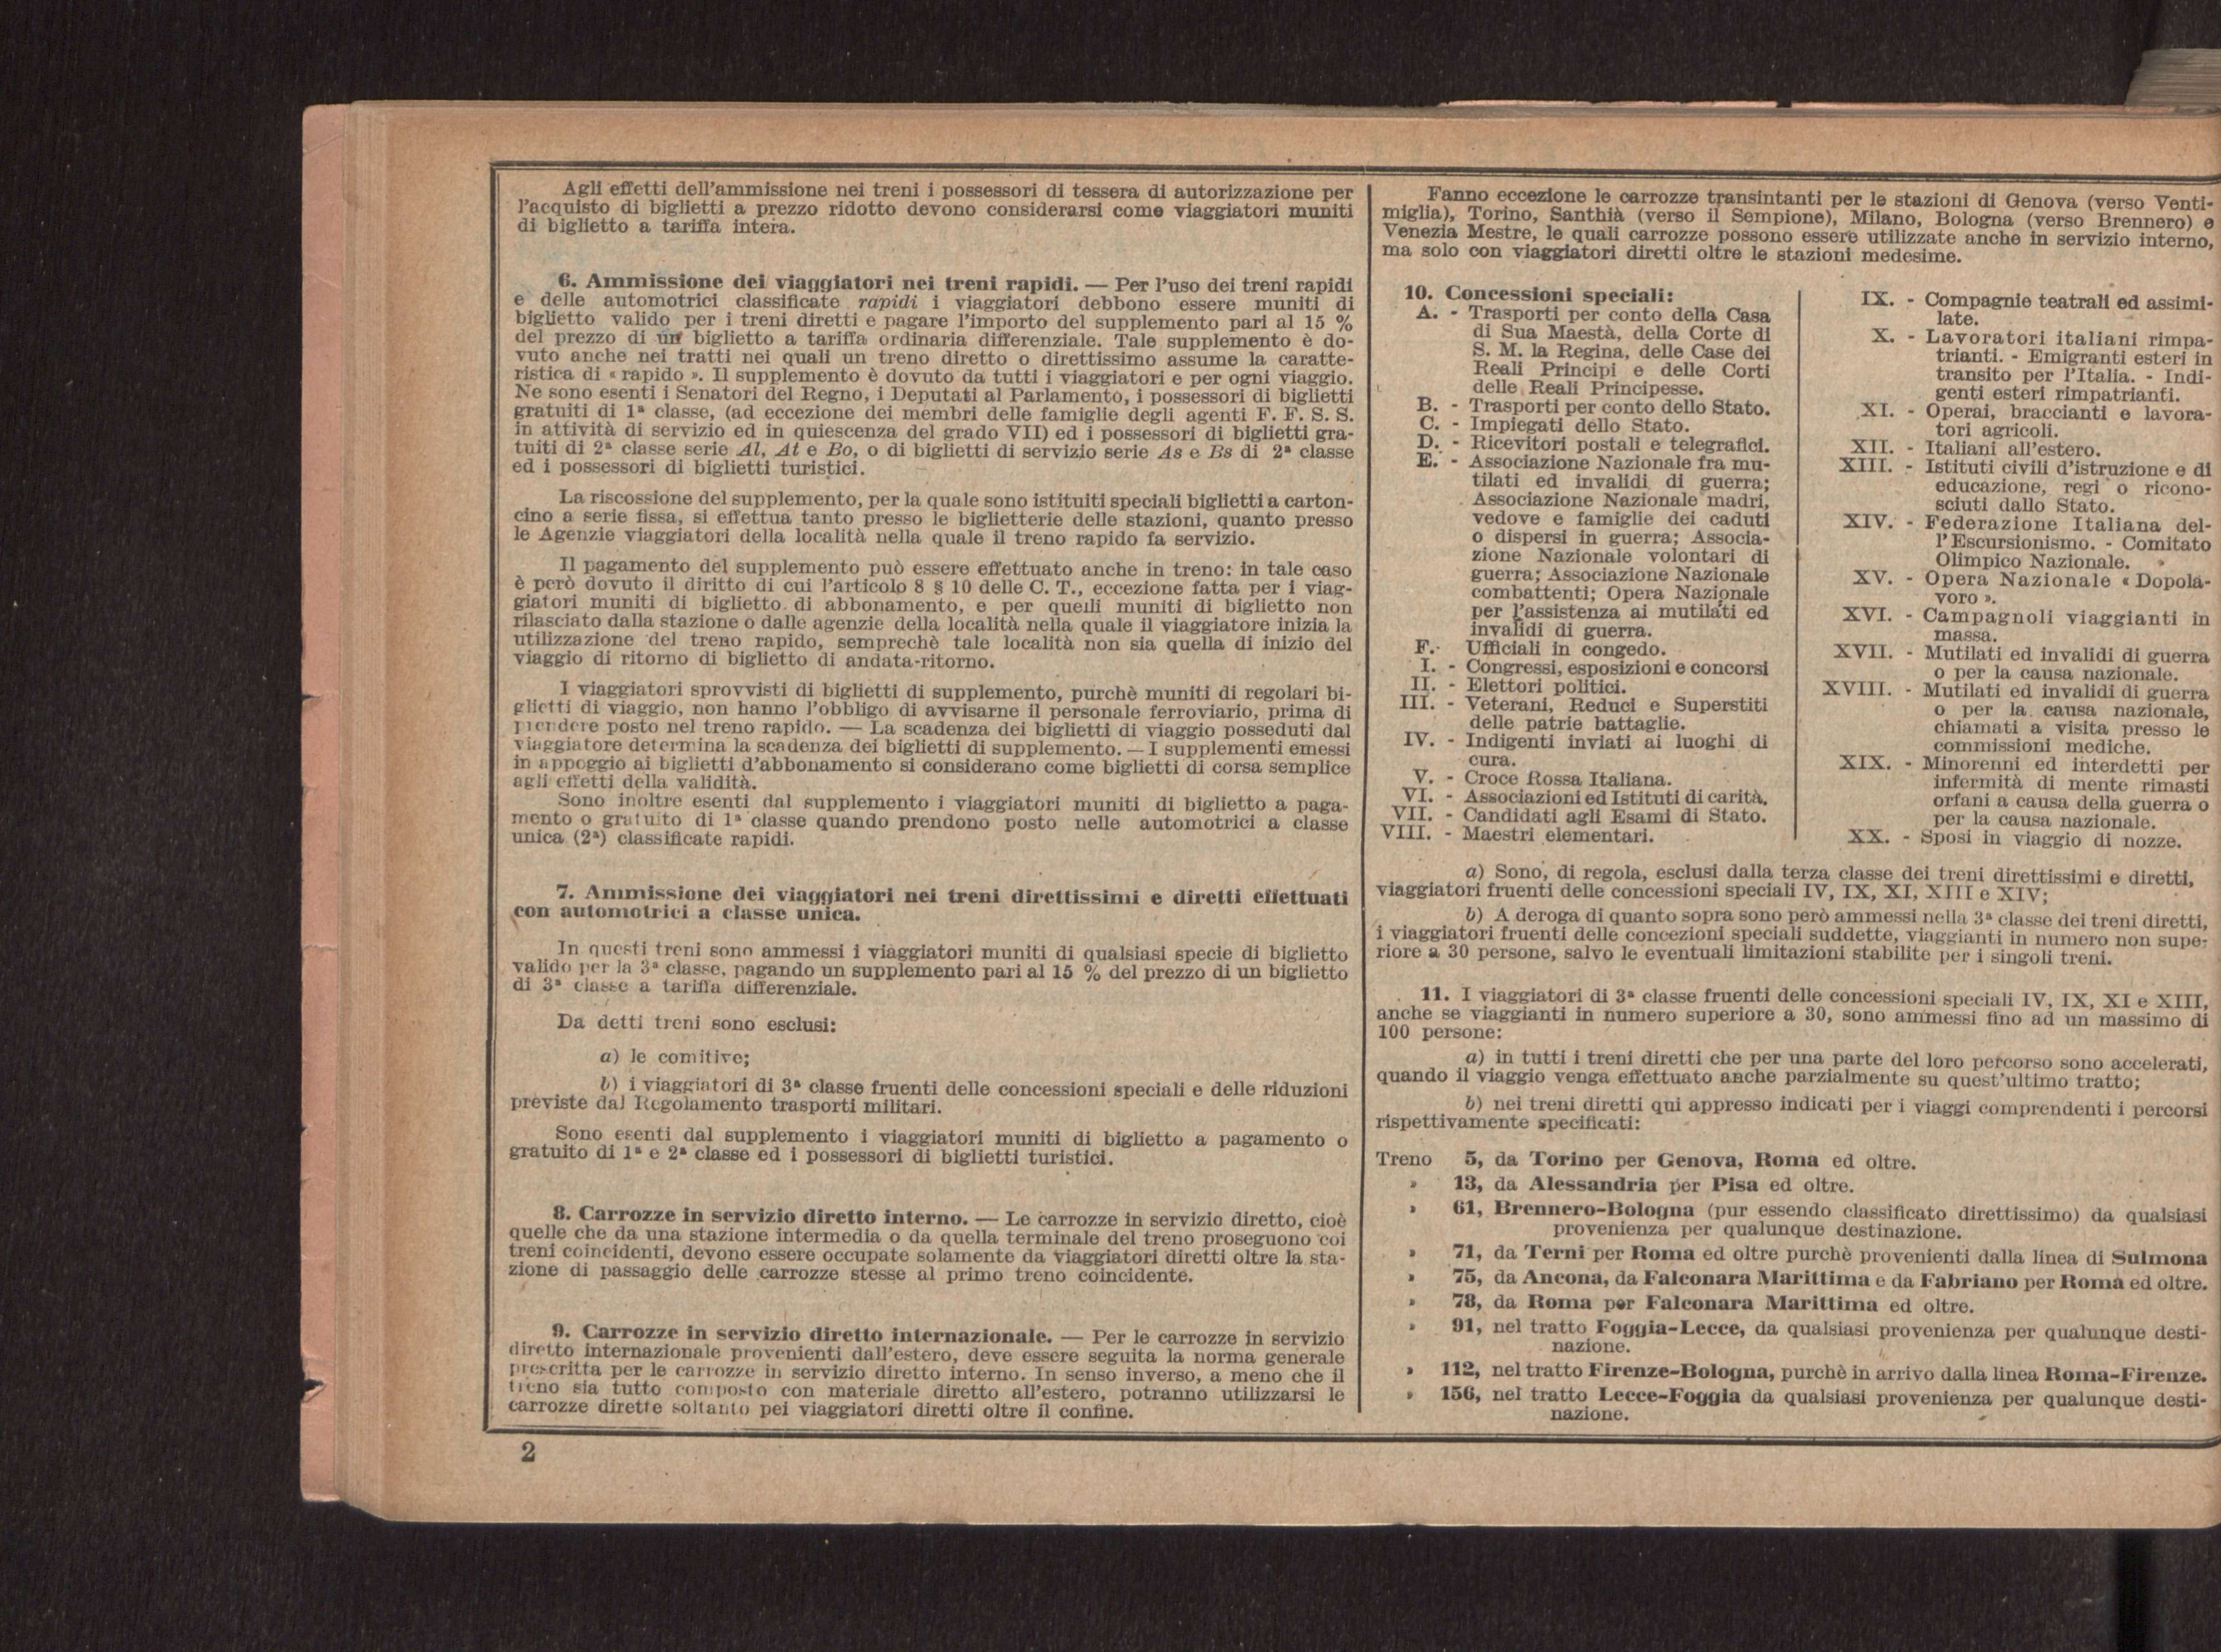 Agli effetti dell'ammissione nei treni i possessori di tessera di autorizzazione per
l'acquisto di biglietti a prezzo ridotto devono considerarsi come viaggiatori muniti
di biglietto a tariffa intera.
6. Ammissione dei viaggiatori nei treni rapidi. — Per l'uso dei treni rapidi
e delle automotrici classificate rapidi i viaggiatori debbono essere muniti di
biglietto valido per i treni diretti e pagare l'importo del supplemento pari al 15 %
del prezzo di un biglietto a tariffa ordinaria differenziale. Tale supplemento è do-
vuto anche nei tratti nei quali un treno diretto o direttissimo assume la caratte-
ristica di « rapido ». Il supplemento è dovuto da tutti i viaggiatori e per ogni viaggio.
Ne sono esenti i Senatori del Regno, i Deputati al Parlamento, i possessori di biglietti
gratuiti di 1ª classe, (ad eccezione dei membri delle famiglie degli agenti F. F. S. S.
in attività di servizio ed in quiescenza del grado VII) ed i possessori di biglietti gra-
tuiti di 2ª classe serie Al, At e Bo, o di biglietti di servizio serie As e Bs di 2ª classe
ed i possessori di biglietti turistici.
La riscossione del supplemento, per la quale sono istituiti speciali biglietti a carton-
cino a serie fissa, si effettua tanto presso le biglietterie delle stazioni, quanto presso
le Agenzie viaggiatori della località nella quale il treno rapido fa servizio.
Il pagamento del supplemento può essere effettuato anche in treno: in tale caso
è però dovuto il diritto di cui l'articolo 8 § 10 delle C. T., eccezione fatta per i viag-
giatori muniti di biglietto di abbonamento, e per quelli muniti di biglietto non
rilasciato dalla stazione o dalle agenzie della località nella quale il viaggiatore inizia la
utilizzazione del treno rapido, semprechè tale località non sia quella di inizio del
viaggio di ritorno di biglietto di andata-ritorno.
I viaggiatori sprovvisti di biglietti di supplemento, purchè muniti di regolari bi-
glietti di viaggio, non hanno l'obbligo di avvisarne il personale ferroviario, prima di
prendere posto nel treno rapido. — La scadenza dei biglietti di viaggio posseduti dal
viaggiatore determina la scadenza dei biglietti di supplemento. — I supplementi emessi
in appoggio ai biglietti d'abbonamento si considerano come biglietti di corsa semplice
agli effetti della validità.
Sono inoltre esenti dal supplemento i viaggiatori muniti di biglietto a paga-
mento o gratuito di 1ª classe quando prendono posto nelle automotrici a classe
unica (2ª) classificate rapidi.
7. Ammissione dei viaggiatori nei treni direttissimi e diretti effettuati
con automotrici a classe unica.
In questi treni sono ammessi i viaggiatori muniti di qualsiasi specie di biglietto
valido per la 3ª classe, pagando un supplemento pari al 15 % del prezzo di un biglietto
di 3ª classe a tariffa differenziale.
Da detti treni sono esclusi:
a) le comitive;
b) i viaggiatori di 3ª classe fruenti delle concessioni speciali e delle riduzioni
previste dal Regolamento trasporti militari.
Sono esenti dal supplemento i viaggiatori muniti di biglietto a pagamento o
gratuito di 1ª e 2ª classe ed i possessori di biglietti turistici.
8. Carrozze in servizio diretto interno. — Le carrozze in servizio diretto, cioè
quelle che da una stazione intermedia o da quella terminale del treno proseguono coi
treni coincidenti, devono essere occupate solamente da viaggiatori diretti oltre la sta-
zione di passaggio delle carrozze stesse al primo treno coincidente.
9. Carrozze in servizio diretto internazionale. — Per le carrozze in servizio
diretto internazionale provenienti dall'estero, deve essere seguita la norma generale
prescritta per le carrozze in servizio diretto interno. In senso inverso, a meno che il
treno sia tutto composto con materiale diretto all'estero, potranno utilizzarsi le
carrozze dirette soltanto pei viaggiatori diretti oltre il confine.
2
Fanno eccezione le carrozze transintanti per le stazioni di Genova (verso Venti-
miglia), Torino, Santhià (verso il Sempione), Milano, Bologna (verso Brennero) e
Venezia Mestre, le quali carrozze possono essere utilizzate anche in servizio interno,
ma solo con viaggiatori diretti oltre le stazioni medesime.
10. Concessioni speciali:
A. - Trasporti per conto della Casa
di Sua Maestà, della Corte di
S. M. la Regina, delle Case dei
Reali Principi e delle Corti
delle Reali Principesse.
B. - Trasporti per conto dello Stato.
C. - Impiegati dello Stato.
D. - Ricevitori postali e telegrafici.
E. - Associazione Nazionale fra mu-
tilati ed invalidi di guerra;
Associazione Nazionale madri,
vedove e famiglie dei caduti
o dispersi in guerra; Associa-
zione Nazionale volontari di
guerra; Associazione Nazionale
combattenti; Opera Nazionale
per l'assistenza ai mutilati ed
invalidi di guerra.
F. Ufficiali in congedo.
I. - Congressi, esposizioni e concorsi
II. - Elettori politici.
III. - Veterani, Reduci e Superstiti
delle patrie battaglie.
IV. - Indigenti inviati ai luoghi di
cura.
V. - Croce Rossa Italiana.
VI. - Associazioni ed Istituti di carità.
VII. - Candidati agli Esami di Stato.
VIII. - Maestri elementari.
IX. - Compagnie teatrali ed assimi-
late.
X. - Lavoratori italiani rimpa-
trianti. - Emigranti esteri in
transito per l'Italia. - Indi-
genti esteri rimpatrianti.
XI. - Operai, braccianti e lavora-
tori agricoli.
XII. - Italiani all'estero.
XIII. - Istituti civili d'istruzione e di
educazione, regi o ricono-
sciuti dallo Stato.
XIV. - Federazione Italiana del-
l'Escursionismo. - Comitato
Olimpico Nazionale.
XV. - Opera Nazionale « Dopola-
voro ».
XVI. - Campagnoli viaggianti in
massa.
XVII. - Mutilati ed invalidi di guerra
o per la causa nazionale.
XVIII. - Mutilati ed invalidi di guerra
o per la causa nazionale,
chiamati a visita presso le
commissioni mediche.
XIX. - Minorenni ed interdetti per
infermità di mente rimasti
orfani a causa della guerra o
per la causa nazionale.
XX. - Sposi in viaggio di nozze.
a) Sono, di regola, esclusi dalla terza classe dei treni direttissimi e diretti,
viaggiatori fruenti delle concessioni speciali IV, IX, XI, XIII e XIV;
b) A deroga di quanto sopra sono però ammessi nella 3ª classe dei treni diretti,
i viaggiatori fruenti delle concezioni speciali suddette, viaggianti in numero non supe-
riore a 30 persone, salvo le eventuali limitazioni stabilite per i singoli treni.
11. I viaggiatori di 3ª classe fruenti delle concessioni speciali IV, IX, XI e XIII,
anche se viaggianti in numero superiore a 30, sono ammessi fino ad un massimo di
100 persone:
a) in tutti i treni diretti che per una parte del loro percorso sono accelerati,
quando il viaggio venga effettuato anche parzialmente su quest'ultimo tratto;
b) nei treni diretti qui appresso indicati per i viaggi comprendenti i percorsi
rispettivamente specificati:
Treno 5, da Torino per Genova, Roma ed oltre.
» 13, da Alessandria per Pisa ed oltre.
» 61, Brennero-Bologna (pur essendo classificato direttissimo) da qualsiasi
provenienza per qualunque destinazione.
» 71, da Terni per Roma ed oltre purchè provenienti dalla linea di Sulmona
» 75, da Ancona, da Falconara Marittima e da Fabriano per Roma ed oltre.
» 78, da Roma per Falconara Marittima ed oltre.
» 91, nel tratto Foggia-Lecce, da qualsiasi provenienza per qualunque desti-
nazione.
» 112, nel tratto Firenze-Bologna, purchè in arrivo dalla linea Roma-Firenze.
» 156, nel tratto Lecce-Foggia da qualsiasi provenienza per qualunque desti-
nazione.